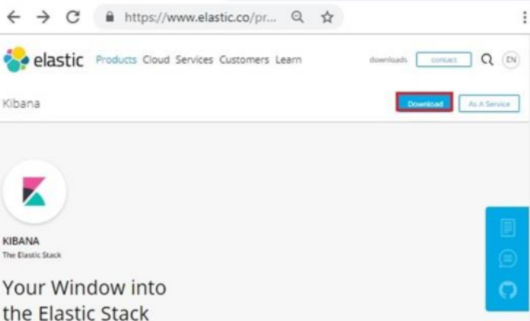 https://www.elastic.co/pr...
elastic Products Cloud Services Customers Learn downloads contact EN
Kibana Download As A Service
KIBANA
The Elastic Stack
Your Window into
the Elastic Stack